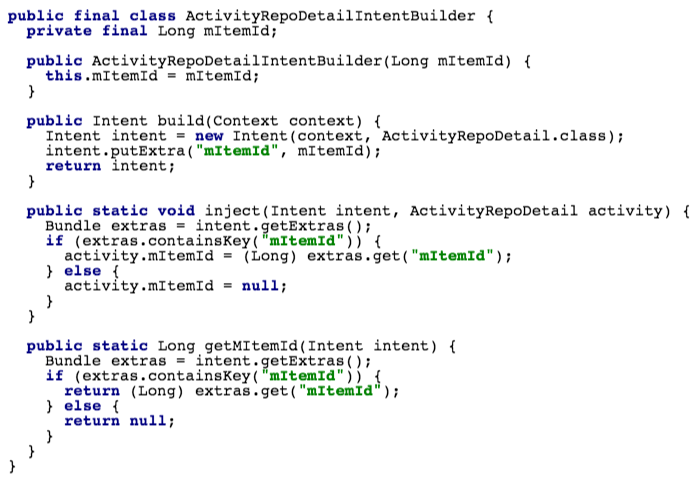 public final class ActivityRepoDetailIntentBuilder {
  private final Long mItemId;

  public ActivityRepoDetailIntentBuilder(Long mItemId) {
    this.mItemId = mItemId;
  }

  public Intent build(Context context) {
    Intent intent = new Intent(context, ActivityRepoDetail.class);
    intent.putExtra("mItemId", mItemId);
    return intent;
  }

  public static void inject(Intent intent, ActivityRepoDetail activity) {
    Bundle extras = intent.getExtras();
    if (extras.containsKey("mItemId")) {
      activity.mItemId = (Long) extras.get("mItemId");
    } else {
      activity.mItemId = null;
    }
  }

  public static Long getMItemId(Intent intent) {
    Bundle extras = intent.getExtras();
    if (extras.containsKey("mItemId")) {
      return (Long) extras.get("mItemId");
    } else {
      return null;
    }
  }
}